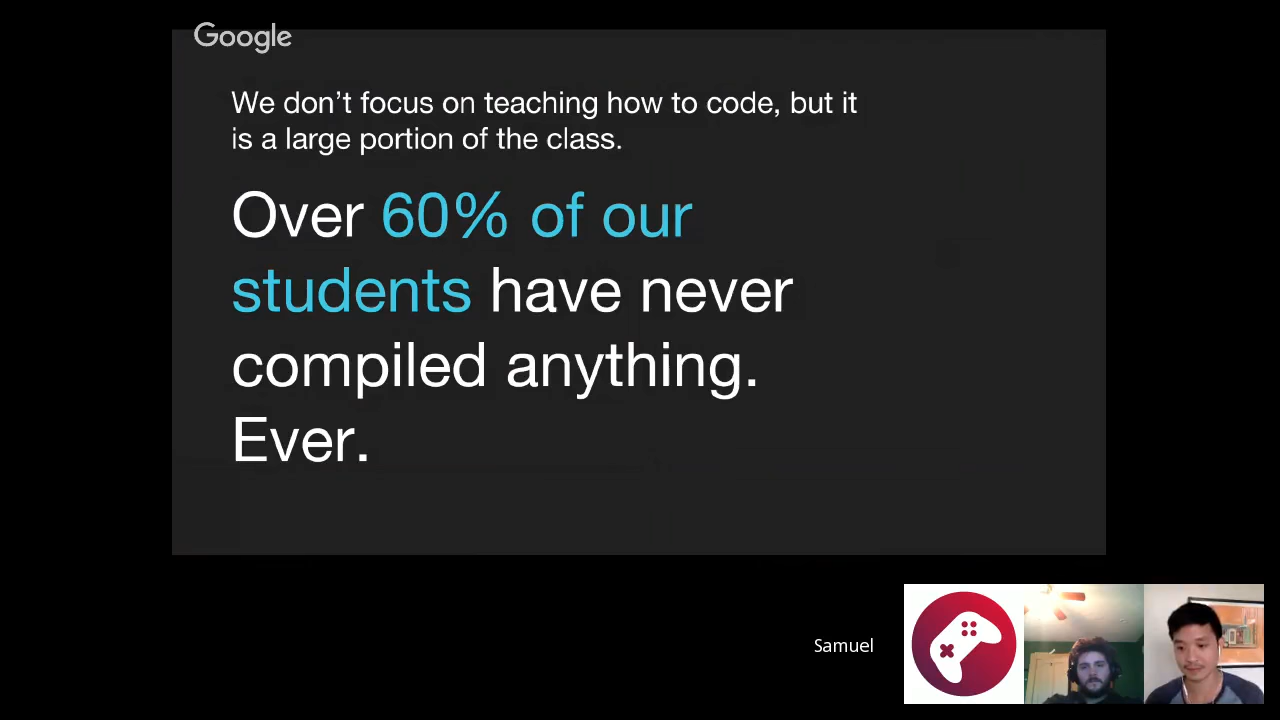 Google
We don't focus on teaching how to code, but it
is a large portion of the class.
Over 60% of our
students have never
compiled anything.
Ever.
Samuel